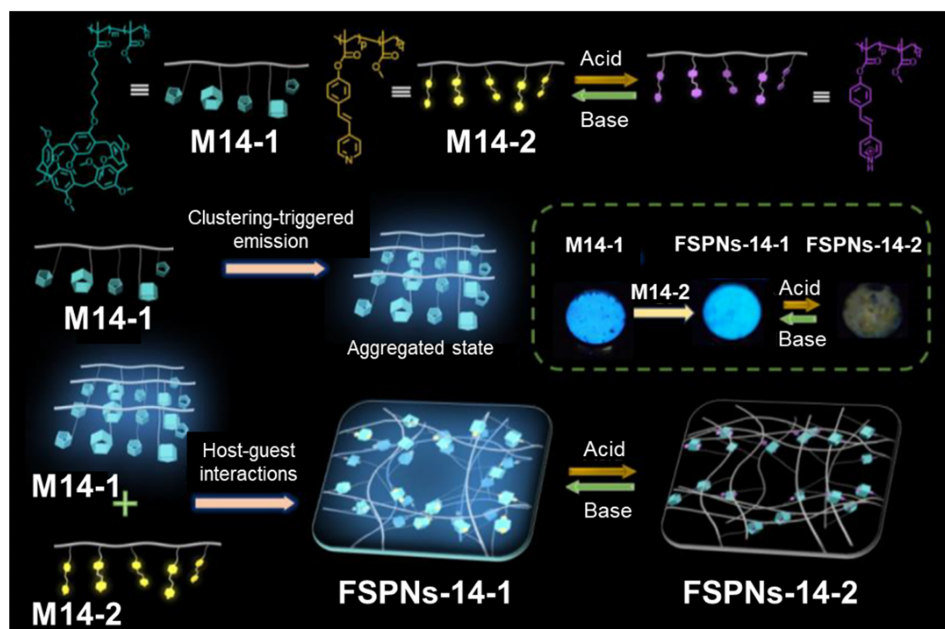 Acid
Base
M14-1
M14-2
Clustering-triggered
emission
M14-1
Aggregated state
M14-1
FSPNs-14-1
FSPNs-14-2
M14-2
Acid
Base
M14-1
+
M14-2
Host-guest
interactions
FSPNs-14-1
Acid
Base
FSPNs-14-2